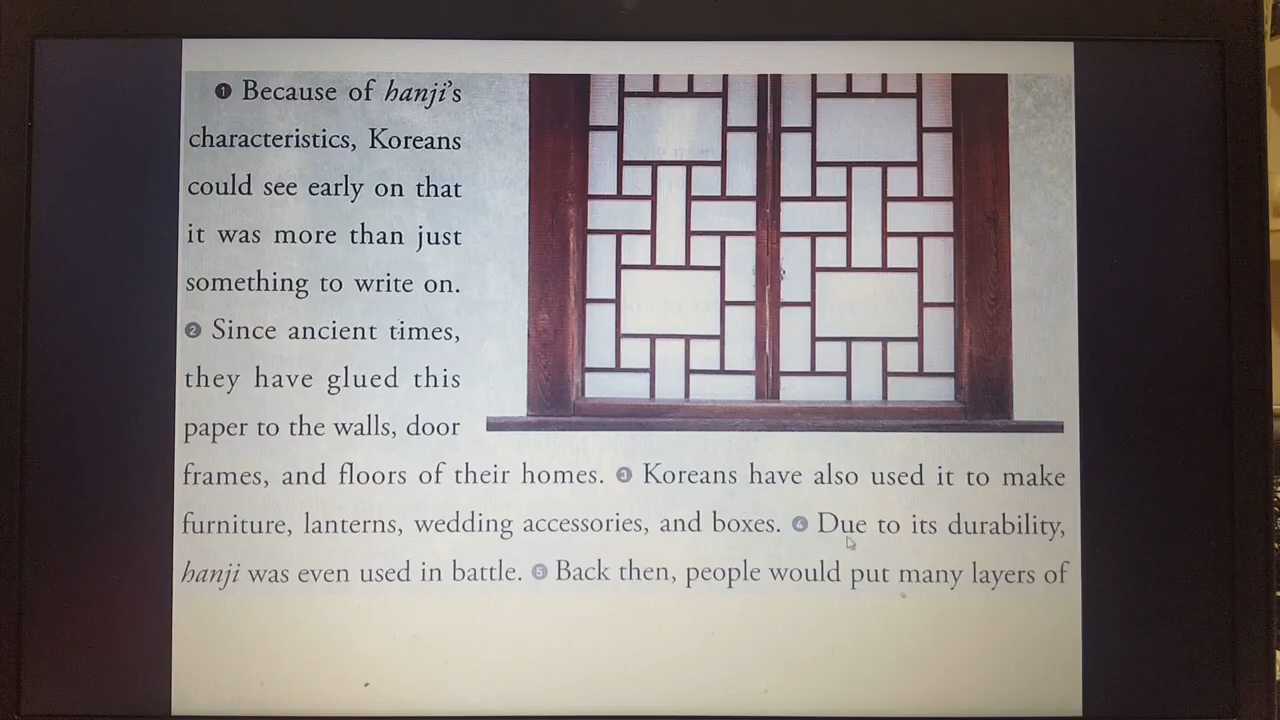 ❶ Because of hanji's
characteristics, Koreans
could see early on that
it was more than just
something to write on.
❷ Since ancient times,
they have glued this
paper to the walls, door
frames, and floors of their homes. ❸ Koreans have also used it to make
furniture, lanterns, wedding accessories, and boxes. ❹ Due to its durability,
hanji was even used in battle. ❺ Back then, people would put many layers of